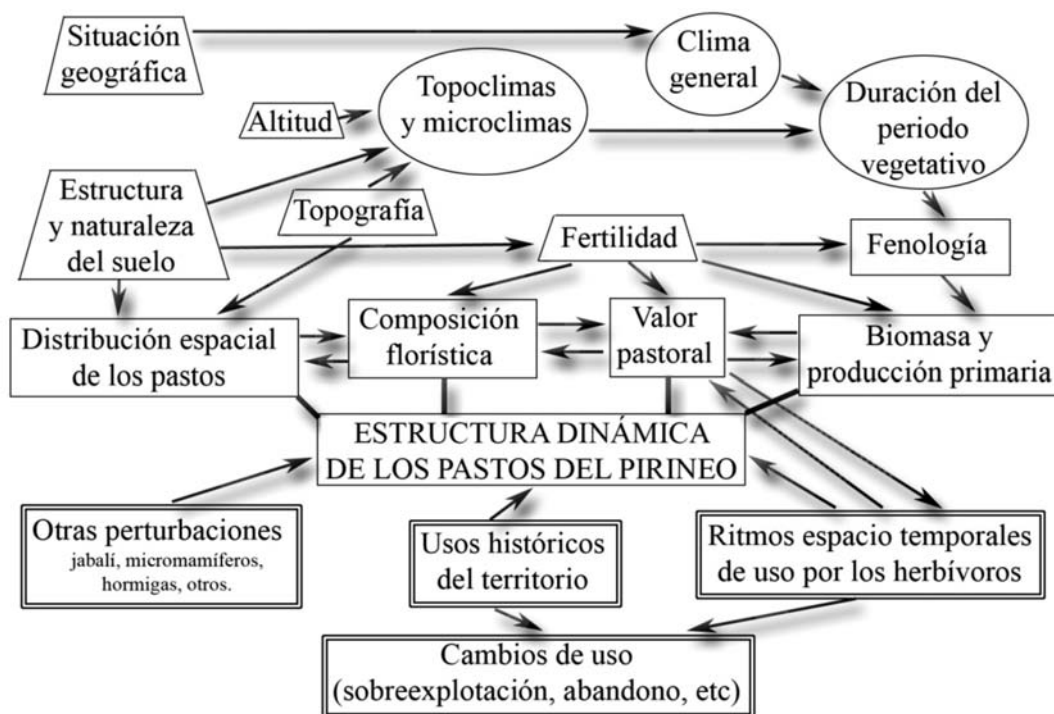 Situación
geográfica
Clima
general
Topoclimas
y microclimas
Altitud
Duración del
periodo
vegetativo
Estructura
y naturaleza
del suelo
Topografía
Fertilidad
Fenología
Distribución espacial
de los pastos
Composición
florística
Valor
pastoral
Biomasa y
producción primaria
ESTRUCTURA DINÁMICA
DE LOS PASTOS DEL PIRINEO
Otras perturbaciones
jabalí, micromamíferos,
hormigas, otros.
Usos históricos
del territorio
Ritmos espacio temporales
de uso por los herbívoros
Cambios de uso
(sobreexplotación, abandono, etc)